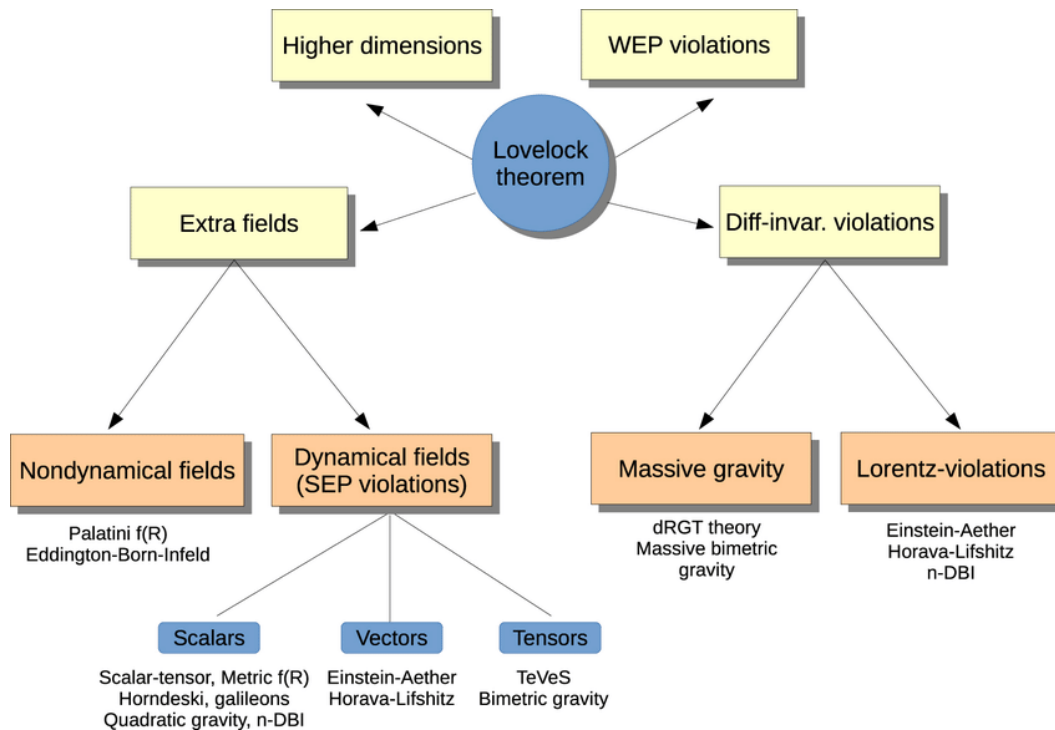 Higher dimensions
WEP violations
Lovelock
theorem
Extra fields
Diff-invar. violations
Nondynamical fields
Dynamical fields
(SEP violations)
Massive gravity
Lorentz-violations
Palatini f(R)
Eddington-Born-Infeld
dRGT theory
Massive bimetric
gravity
Einstein-Aether
Horava-Lifshitz
n-DBI
Scalars
Vectors
Tensors
Scalar-tensor, Metric f(R)
Horndeski, galileons
Quadratic gravity, n-DBI
Einstein-Aether
Horava-Lifshitz
TeVeS
Bimetric gravity